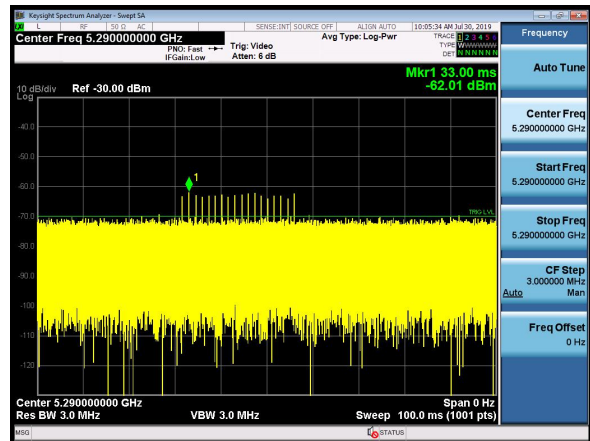 Keysight Spectrum Analyzer - Swept SA
LXI L RF 50 Ω AC SENSE:INT SOURCE OFF ALIGN AUTO 10:05:34 AM Jul 30, 2019
Center Freq 5.290000000 GHz Avg Type: Log-Pwr TRACE 1 2 3 4 5 6
PNO: Fast Trig: Video TYPE WWWWWW
IFGain:Low Atten: 6 dB DET N N N N N N
Mkr1 33.00 ms
-62.01 dBm
10 dB/div Ref -30.00 dBm
Log
-40.0
-50.0
1
-60.0
TRIG LVL
-70.0
-80.0
-90.0
-100
-110
-120
Center 5.290000000 GHz Span 0 Hz
Res BW 3.0 MHz VBW 3.0 MHz Sweep 100.0 ms (1001 pts)
MSG STATUS
Frequency
Auto Tune
Center Freq
5.290000000 GHz
Start Freq
5.290000000 GHz
Stop Freq
5.290000000 GHz
CF Step
3.000000 MHz
Auto Man
Freq Offset
0 Hz